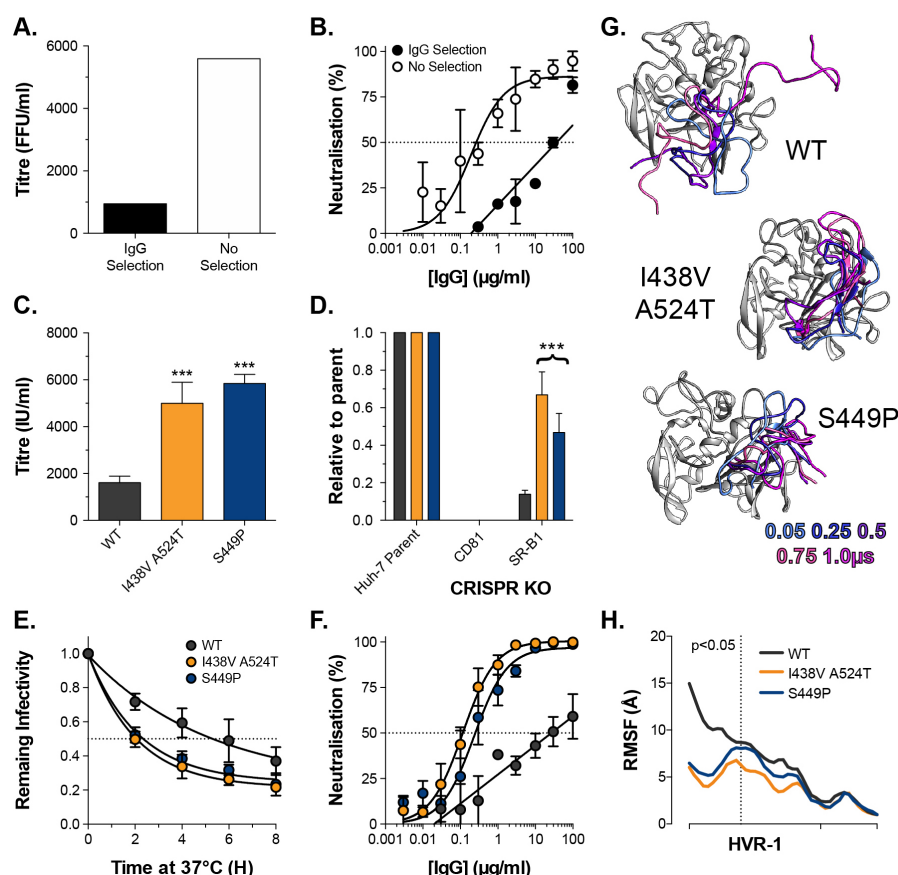 A.
Titre (FFU/ml)
6000
4000
2000
0
IgG
Selection
No
Selection
B.
Neutralisation (%)
100
75
50
25
0
IgG Selection
No Selection
0.001
0.01
0.1
1
10
100
[IgG] (µg/ml)
C.
Titre (IU/ml)
8000
6000
4000
2000
0
***
***
WT
I438V A524T
S449P
D.
Relative to parent
1.0
0.8
0.6
0.4
0.2
0.0
***
Huh-7 Parent
CD81
SR-B1
CRISPR KO
E.
Remaing Infectivity
1.0
0.8
0.6
0.4
0.2
0.0
WT
I438V A524T
S449P
0
2
4
6
8
Time at 37°C (H)
F.
Neutralisation (%)
100
75
50
25
0
0.001
0.01
0.1
1
10
100
[IgG] (µg/ml)
G.
WT
I438V
A524T
S449P
0.05 0.25 0.5
0.75 1.0µs
H.
RMSF (Å)
20
15
10
5
0
p<0.05
WT
I438V A524T
S449P
HVR-1